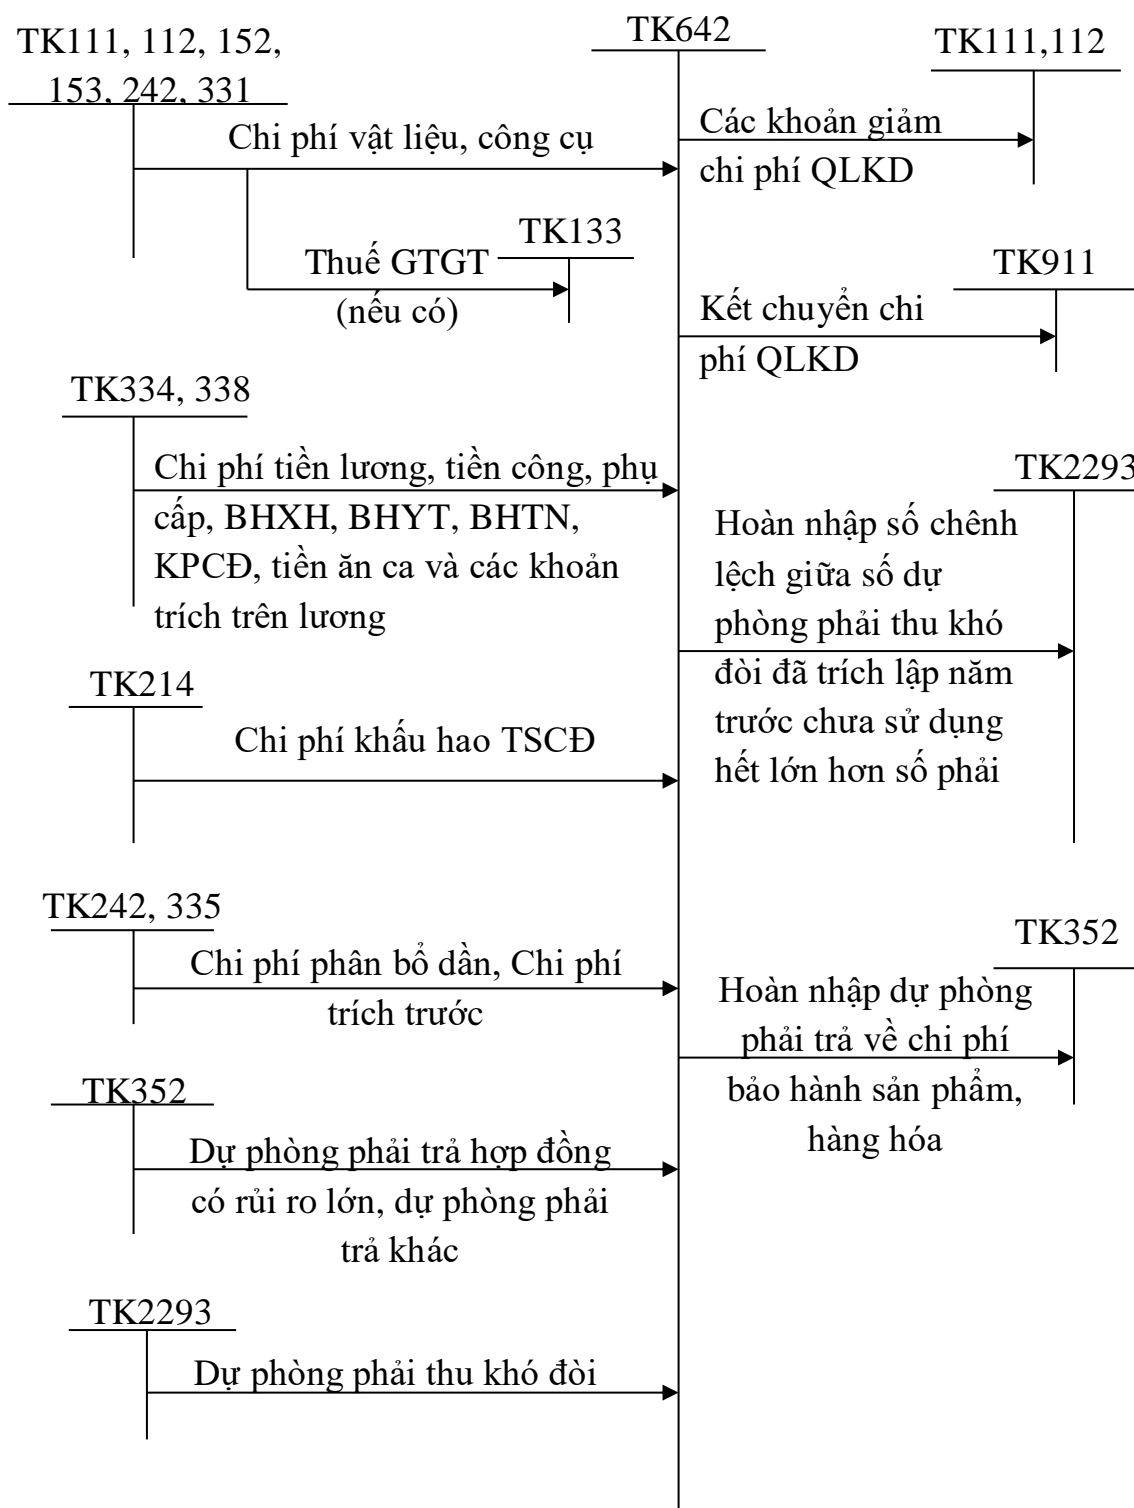 TK111, 112, 152,
153, 242, 331
Chi phí vật liệu, công cụ
TK133
Thuế GTGT
(nếu có)
TK334, 338
Chi phí tiền lương, tiền công, phụ
cấp, BHXH, BHYT, BHTN,
KPCĐ, tiền ăn ca và các khoản
trích trên lương
TK214
Chi phí khấu hao TSCĐ
TK242, 335
Chi phí phân bổ dần, Chi phí
trích trước
TK352
Dự phòng phải trả hợp đồng
có rủi ro lớn, dự phòng phải
trả khác
TK2293
Dự phòng phải thu khó đòi
TK642
TK111,112
Các khoản giảm
chi phí QLKD
TK911
Kết chuyển chi
phí QLKD
TK2293
Hoàn nhập số chênh
lệch giữa số dự
phòng phải thu khó
đòi đã trích lập năm
trước chưa sử dụng
hết lớn hơn số phải
TK352
Hoàn nhập dự phòng
phải trả về chi phí
bảo hành sản phẩm,
hàng hóa